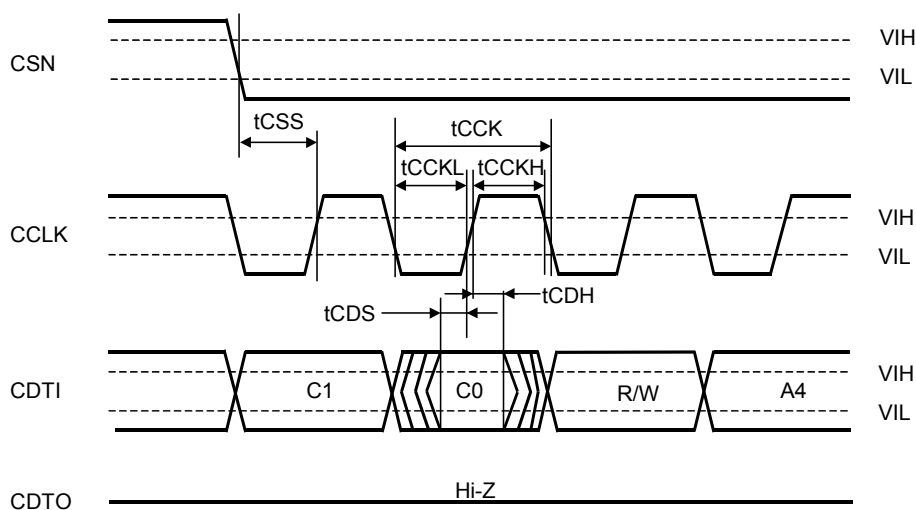 VIH
CSN
VIL
tCSS
tCCK
tCCKL
tCCKH
VIH
CCLK
VIL
tCDH
tCDS
VIH
CDTI
C1
C0
R/W
A4
VIL
Hi-Z
CDTO